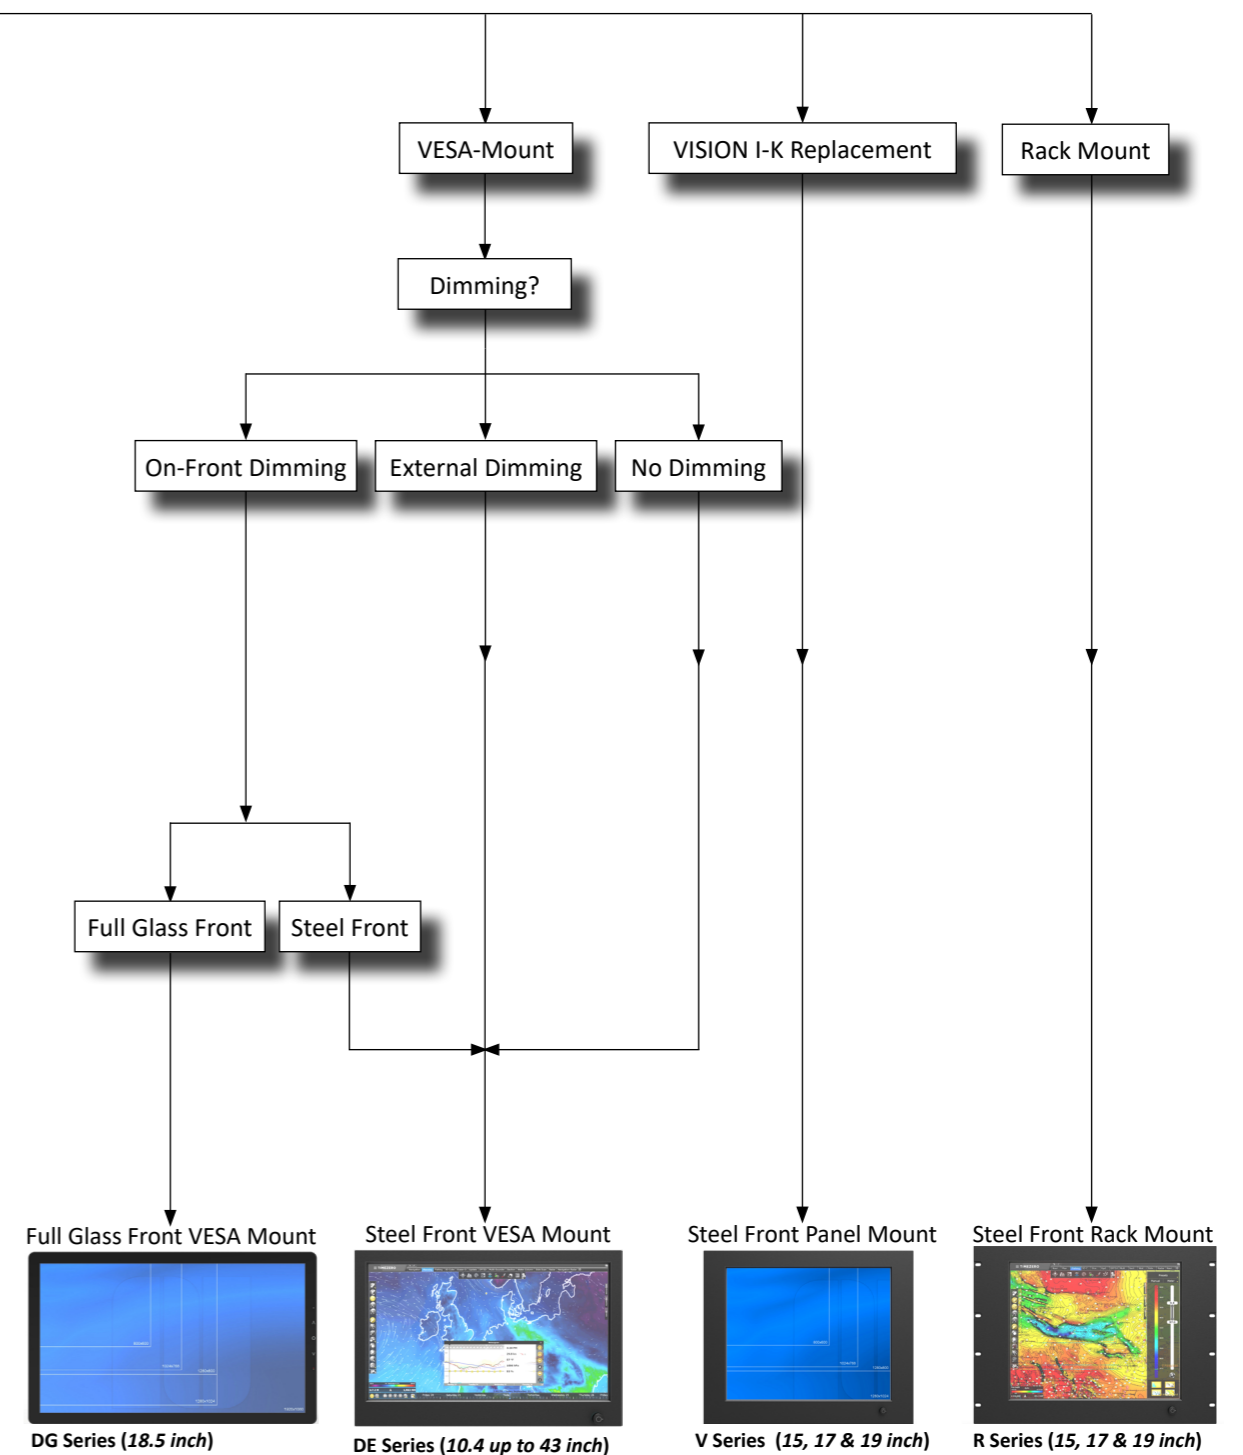 VESA-Mount
VISION I-K Replacement
Rack Mount
Dimming?
On-Front Dimming
External Dimming
No Dimming
Full Glass Front
Steel Front
Full Glass Front VESA Mount
Steel Front VESA Mount
Steel Front Panel Mount
Steel Front Rack Mount
DG Series (18.5 inch)
DE Series (10.4 up to 43 inch)
V Series (15, 17 & 19 inch)
R Series (15, 17 & 19 inch)